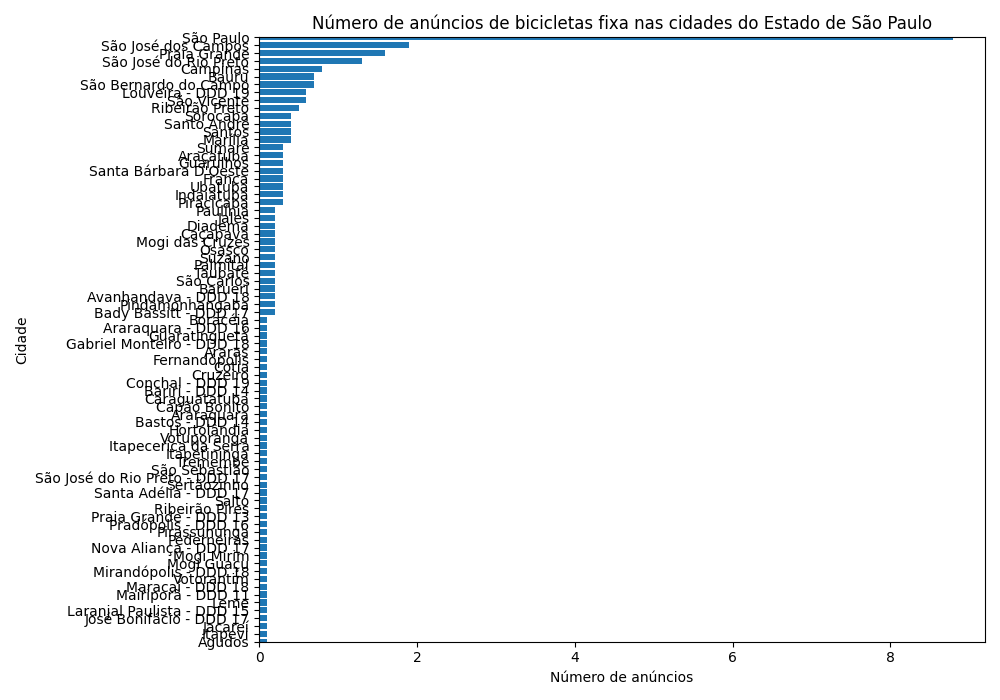 Número de anúncios de bicicletas fixa nas cidades do Estado de São Paulo
São Paulo
São José dos Campos
Praia Grande
São José do Rio Preto
Campinas
Bauru
São Bernardo do Campo
Louveira - DDD 19
São Vicente
Ribeirão Preto
Sorocaba
Santo André
Santos
Marília
Sumaré
Araçatuba
Guarulhos
Santa Bárbara D'Oeste
Franca
Ubatuba
Indaiatuba
Piracicaba
Paulínia
Jales
Diadema
Caçapava
Mogi das Cruzes
Osasco
Suzano
Palmital
Taubaté
São Carlos
Barueri
Avanhandava - DDD 18
Pindamonhangaba
Bady Bassitt - DDD 17
Boracéia
Araraquara - DDD 16
Guaratinguetá
Gabriel Monteiro - DDD 18
Araras
Fernandópolis
Cotia
Cruzeiro
Conchal - DDD 19
Bariri - DDD 14
Caraguatatuba
Capão Bonito
Araraquara
Bastos - DDD 14
Hortolândia
Votuporanga
Itapecerica da Serra
Itapetininga
Tremembé
São Sebastião
São José do Rio Preto - DDD 17
Sertãozinho
Santa Adélia - DDD 17
Salto
Ribeirão Pires
Praia Grande - DDD 13
Pradópolis - DDD 16
Pirassununga
Pederneiras
Nova Aliança - DDD 17
Mogi Mirim
Mogi Guaçu
Mirandópolis - DDD 18
Votorantim
Maracaí - DDD 18
Mairiporã - DDD 11
Leme
Laranjal Paulista - DDD 15
José Bonifácio - DDD 17
Jacareí
Itapevi
Agudos
Cidade
0 2 4 6 8
Número de anúncios